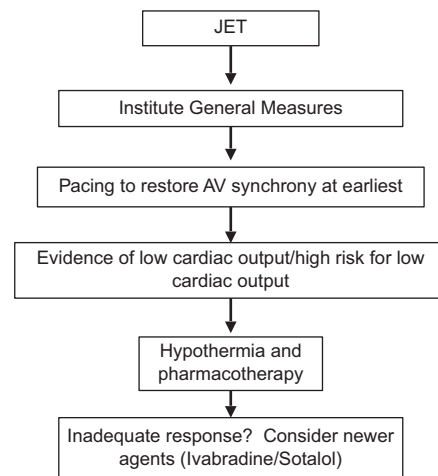 JET
Institute General Measures
Pacing to restore AV synchrony at earliest
Evidence of low cardiac output/high risk for low
cardiac output
Hypothermia and
pharmacotherapy
Inadequate response? Consider newer
agents (Ivabradine/Sotalol)